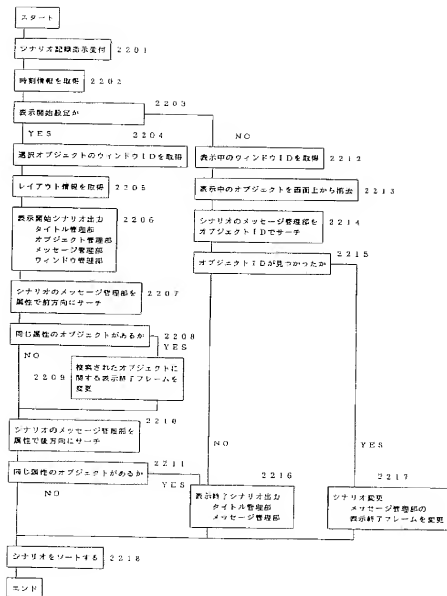 スタート
シナリオ記録指示受付 2201
時刻情報を取得 2202
表示開始設定か 2203
YES 2204
選択オブジェクトのウィンドウIDを取得
レイアウト情報を取得 2205
表示開始シナリオ出力 2206
タイトル管理部
オブジェクト管理部
メッセージ管理部
ウィンドウ管理部
シナリオのメッセージ管理部を 2207
属性で前方向にサーチ
同じ属性のオブジェクトがあるか 2208
NO
YES
2209 検索されたオブジェクトに
関する表示終了フレームを
変更
シナリオのメッセージ管理部を 2210
属性で後方向にサーチ
同じ属性のオブジェクトがあるか 2211
NO
YES
NO
表示中のウィンドウIDを取得 2212
表示中のオブジェクトを画面上から消去 2213
シナリオのメッセージ管理部を 2214
オブジェクトIDでサーチ
2215
オブジェクトIDが見つかったか
NO
YES
2216
表示終了シナリオ出力
タイトル管理部
メッセージ管理部
2217
シナリオ変更
メッセージ管理部の
表示終了フレームを変更
シナリオをソートする 2218
エンド